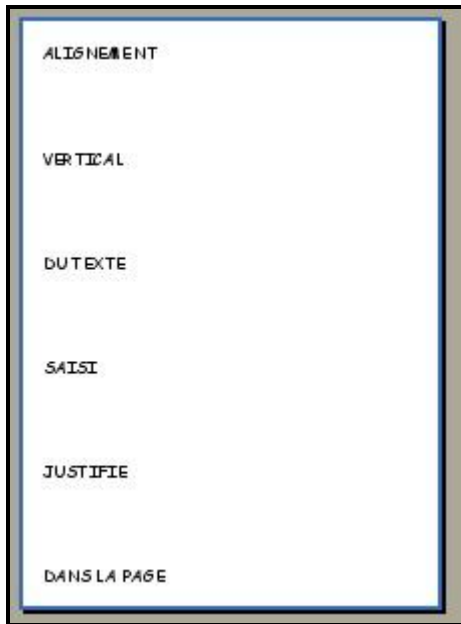 ALIGNEMENT
VERTICAL
DU TEXTE
SAISI
JUSTIFIE
DANS LA PAGE